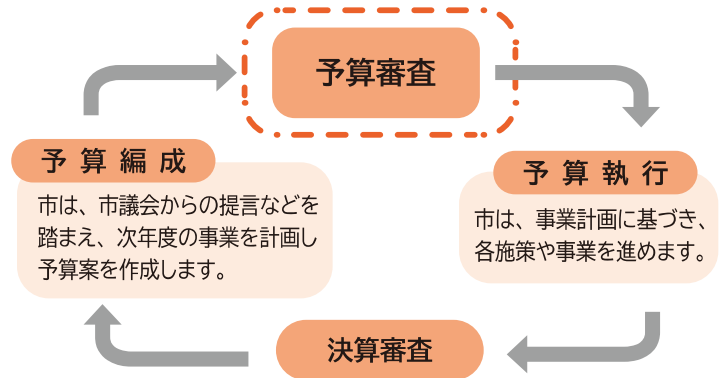 予算審査
予算編成
市は、市議会からの提言などを
踏まえ、次年度の事業を計画し
予算案を作成します。
予算執行
市は、事業計画に基づき、
各施策や事業を進めます。
決算審査